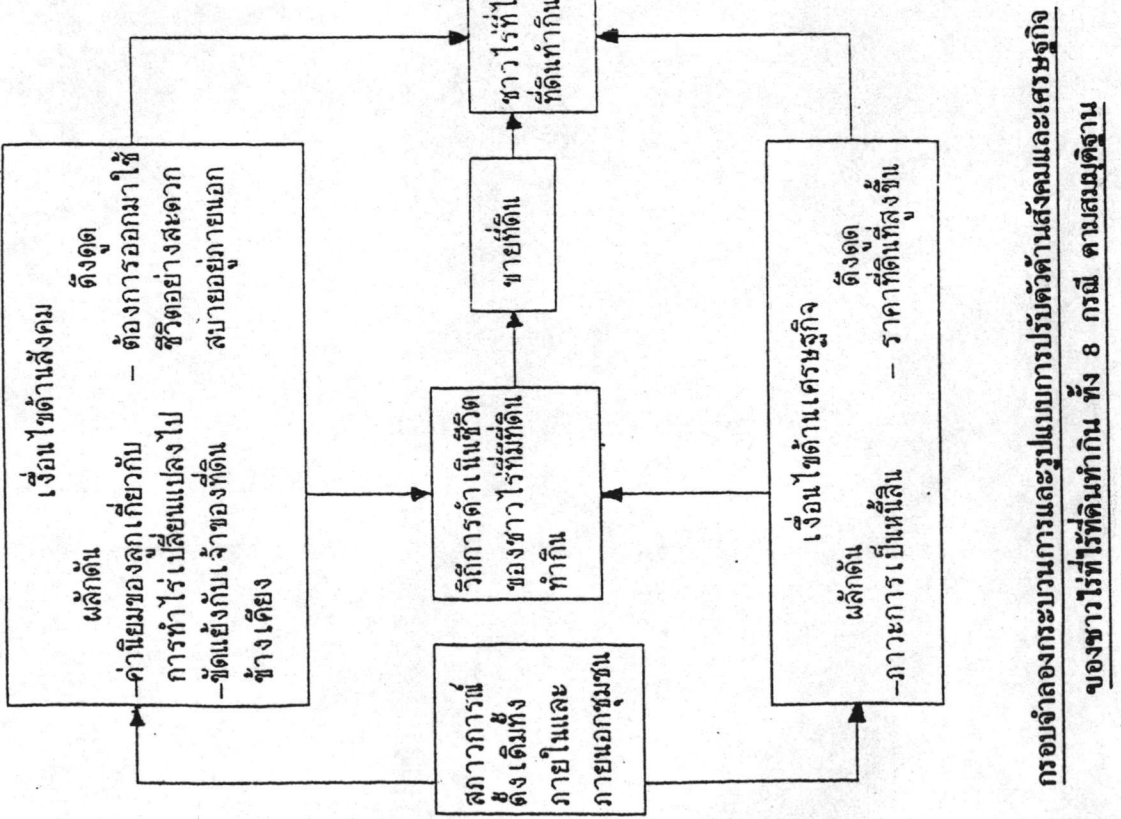 เงื่อนไขด้านสังคม
ผลักดัน ดึงดูด
-ค่านิยมของลูกเกี่ยวกับ - ต้องการออกมาใช้
การทำไร่เปลี่ยนแปลงไป ชีวิตอย่างสะดวก
-ขัดแย้งกับเจ้าของที่ดิน สบายอยู่ภายนอก
ข้างเคียง
สภาวการณ์
ดั้งเดิมทั้ง
ภายในและ
ภายนอกชุมชน
วิถีการดำเนินชีวิต
ของชาวไร่ที่มีที่ดิน
ทำกิน
ขายที่ดิน
ชาวไร่ที่ไ
ที่ดินทำกิน
เงื่อนไขด้านเศรษฐกิจ
ผลักดัน ดึงดูด
-ภาวะการเป็นหนี้สิน - ราคาที่ดินที่สูงขึ้น
กรอบจำลองกระบวนการและรูปแบบการปรับตัวด้านสังคมและเศรษฐกิจ
ของชาวไร่ที่ไร้ที่ดินทำกิน ทั้ง 8 กรณี ตามสมมุติฐาน